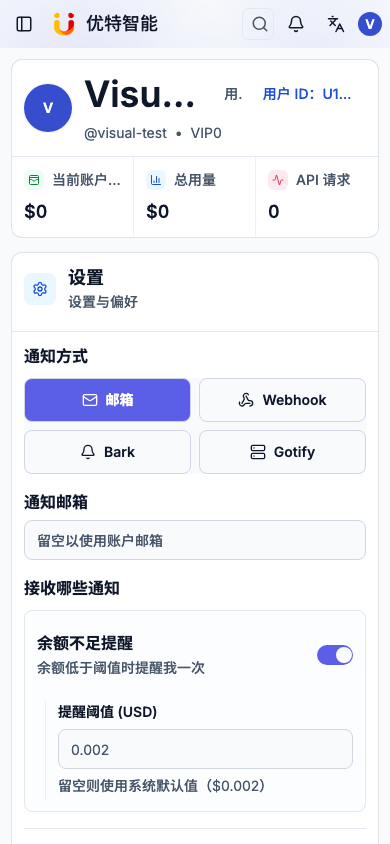 优特智能
V
V
Visu...
用.
用户 ID：U1...
@visual-test • VIP0
当前账户...
总用量
API 请求
$0
$0
0
设置
设置与偏好
通知方式
邮箱
Webhook
Bark
Gotify
通知邮箱
留空以使用账户邮箱
接收哪些通知
余额不足提醒
余额低于阈值时提醒我一次
提醒阈值 (USD)
0.002
留空则使用系统默认值（$0.002）